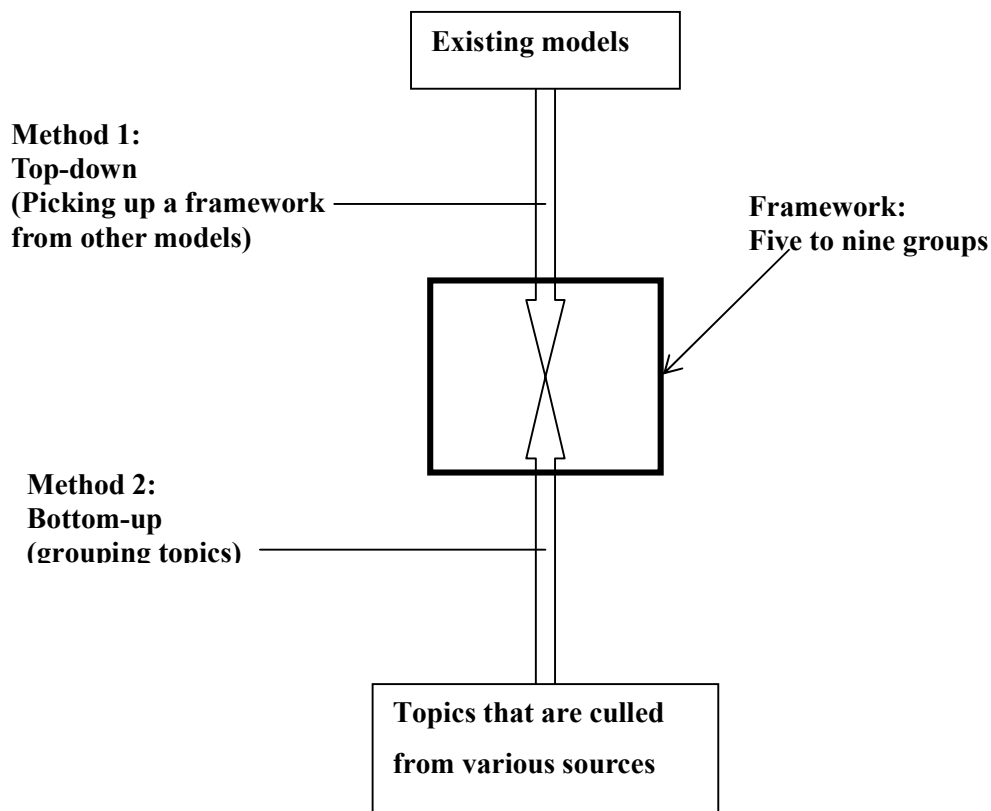 Existing models
Method 1:
Top-down
(Picking up a framework
from other models)
Framework:
Five to nine groups
Method 2:
Bottom-up
(grouping topics)
Topics that are culled
from various sources